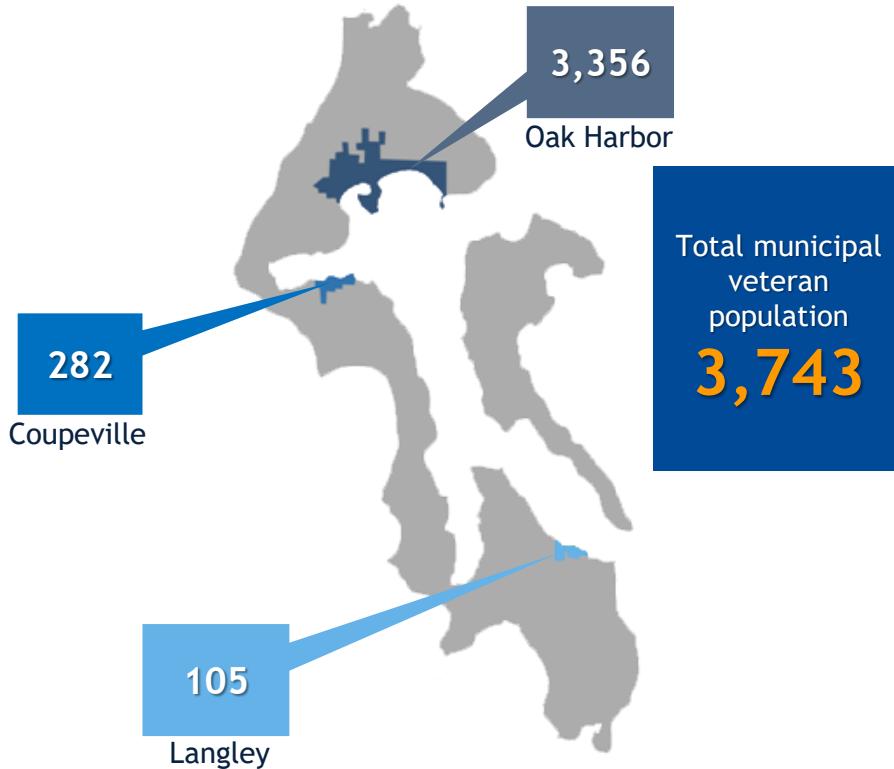 3,356
Oak Harbor
Total municipal
veteran
population
3,743
282
Coupeville
105
Langley